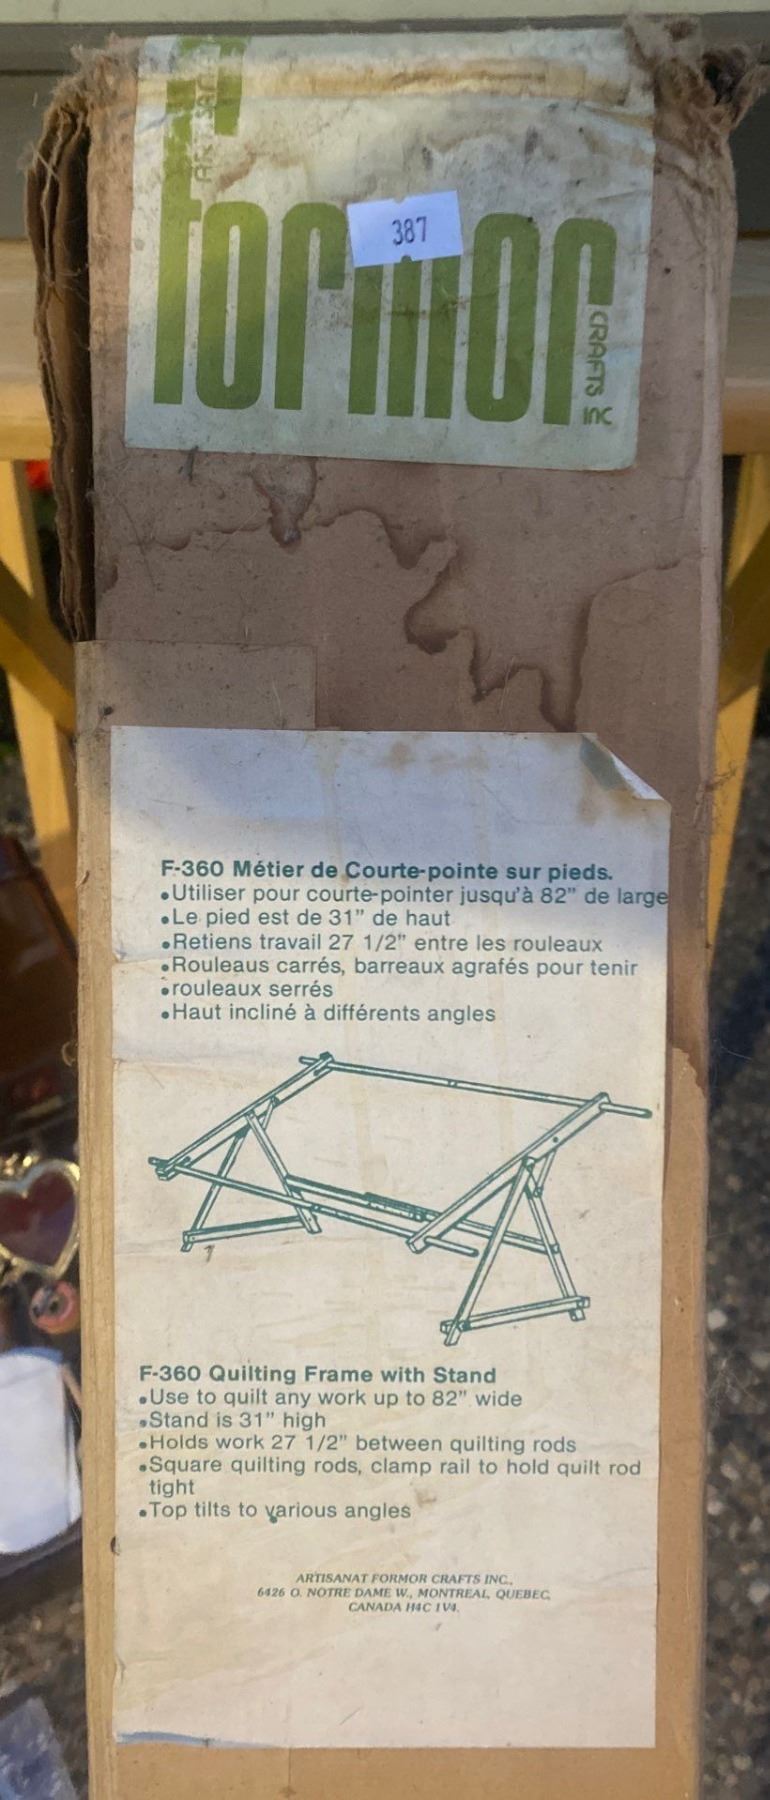 ARTISANAT
formor
387
CRAFTS INC
F-360 Métier de Courte-pointe sur pieds.
•Utiliser pour courte-pointer jusqu'à 82" de large
•Le pied est de 31" de haut
•Retiens travail 27 1/2" entre les rouleaux
•Rouleaus carrés, barreaux agrafés pour tenir
•rouleaux serrés
•Haut incliné à différents angles
F-360 Quilting Frame with Stand
•Use to quilt any work up to 82" wide
•Stand is 31" high
•Holds work 27 1/2" between quilting rods
•Square quilting rods, clamp rail to hold quilt rod
tight
•Top tilts to various angles
ARTISANAT FORMOR CRAFTS INC.,
6426 O. NOTRE DAME W., MONTREAL, QUEBEC,
CANADA H4C 1V4.